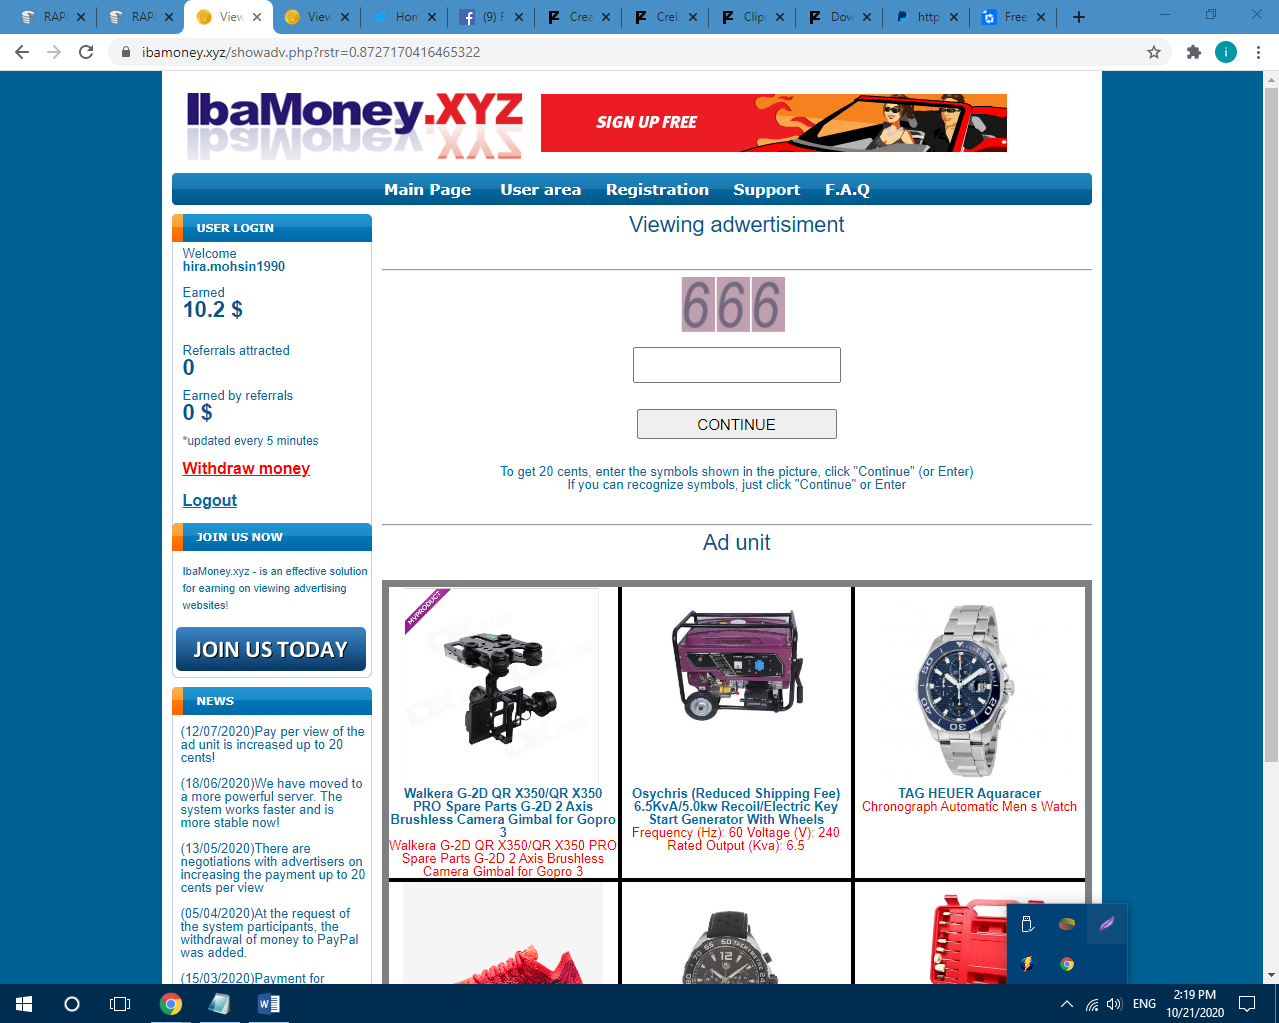 RAPI
RAPI
View
View
Hom
(9) F
Crea
Crel
Clip
Dow
http
Free
ibamoney.xyz/showadv.php?rstr=0.8727170416465322
i
IbaMoney.XYZ
SIGN UP FREE
Main Page User area Registration Support F.A.Q
USER LOGIN
Welcome
hira.mohsin1990
Earned
10.2 $
Referrals attracted
0
Earned by referrals
0 $
*updated every 5 minutes
Withdraw money
Logout
JOIN US NOW
IbaMoney.xyz - is an effective solution
for earning on viewing advertising
websites!
JOIN US TODAY
NEWS
(12/07/2020)Pay per view of the
ad unit is increased up to 20
cents!
(18/06/2020)We have moved to
a more powerful server. The
system works faster and is
more stable now!
(13/05/2020)There are
negotiations with advertisers on
increasing the payment up to 20
cents per view
(05/04/2020)At the request of
the system participants, the
withdrawal of money to PayPal
was added.
(15/03/2020)Payment for
Viewing adwertisiment
666
CONTINUE
To get 20 cents, enter the symbols shown in the picture, click "Continue" (or Enter)
If you can recognize symbols, just click "Continue" or Enter
Ad unit
MVPRODUCT
Walkera G-2D QR X350/QR X350
PRO Spare Parts G-2D 2 Axis
Brushless Camera Gimbal for Gopro
3
Walkera G-2D QR X350/QR X350 PRO
Spare Parts G-2D 2 Axis Brushless
Camera Gimbal for Gopro 3
Osychris (Reduced Shipping Fee)
6.5KvA/5.0kw Recoil/Electric Key
Start Generator With Wheels
Frequency (Hz): 60 Voltage (V): 240
Rated Output (Kva): 6.5
TAG HEUER Aquaracer
Chronograph Automatic Men s Watch
ENG
2:19 PM
10/21/2020